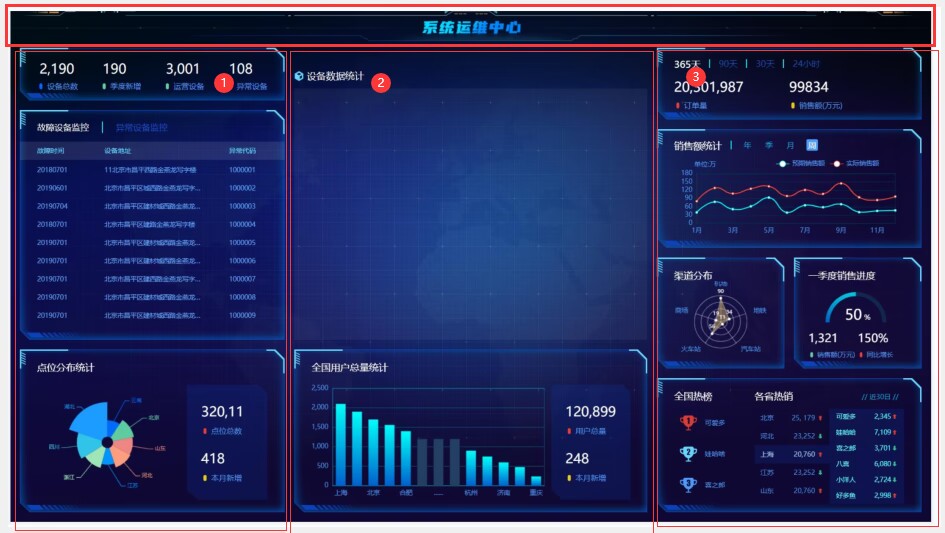 系统运维中心
2,190 190 3,001 108
设备总数 季度新增 运营设备 异常设备
1
故障设备监控 异常设备监控
故障时间 设备地址 异常代码
20180701 11北京市昌平西路金燕龙写字楼 1000001
20190601 北京市昌平区城西路金燕龙写字... 1000002
20190704 北京市昌平区建材城西路金燕龙... 1000003
20180701 北京市昌平区建路金燕龙写字楼 1000004
20190701 北京市昌平区建材城西路金燕龙... 1000005
20190701 北京市昌平区建材城西路金燕龙... 1000006
20190701 北京市昌平区建西路金燕龙写字... 1000007
20190701 北京市昌平区建材城西路金燕龙... 1000008
20190701 北京市昌平区建材城西路金燕龙... 1000009
点位分布统计
湖北 云南 北京 山东 河北 江苏 浙江 四川
320,11
点位总数
418
本月新增
设备数据统计
2
全国用户总量统计
2,500
2,000
1,500
1,000
500
0
上海 北京 合肥 ...... 杭州 济南 重庆
120,899
用户总量
248
本月新增
365天 90天 30天 24小时
3
20,301,987 99834
订单量 销售额(万元)
销售额统计 年 季 月 周
单位:万 预期销售额 实际销售额
180
150
120
90
60
30
0
1月 3月 5月 7月 9月 11月
渠道分布
90
地铁
汽车站
火车站
商场
一季度销售进度
50 %
1,321 150%
销售额(万元) 同比增长
全国热榜 各省热销 // 近30日 //
1 可爱多
2 娃哈哈
3 喜之郎
北京 25,179
河北 23,252
上海 20,760
江苏 23,252
山东 20,760
可爱多 2,345
娃哈哈 7,109
喜之郎 3,701
八喜 6,080
小洋人 2,724
好多鱼 2,998